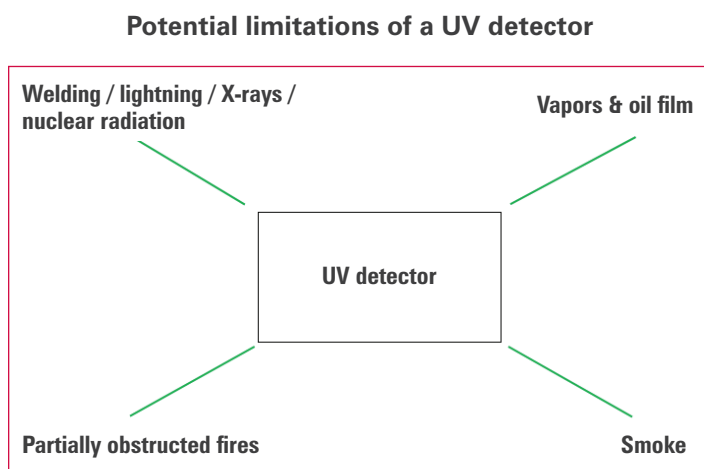 Potential limitations of a UV detector
Welding / lightning / X-rays /
nuclear radiation
Vapors & oil film
UV detector
Partially obstructed fires
Smoke